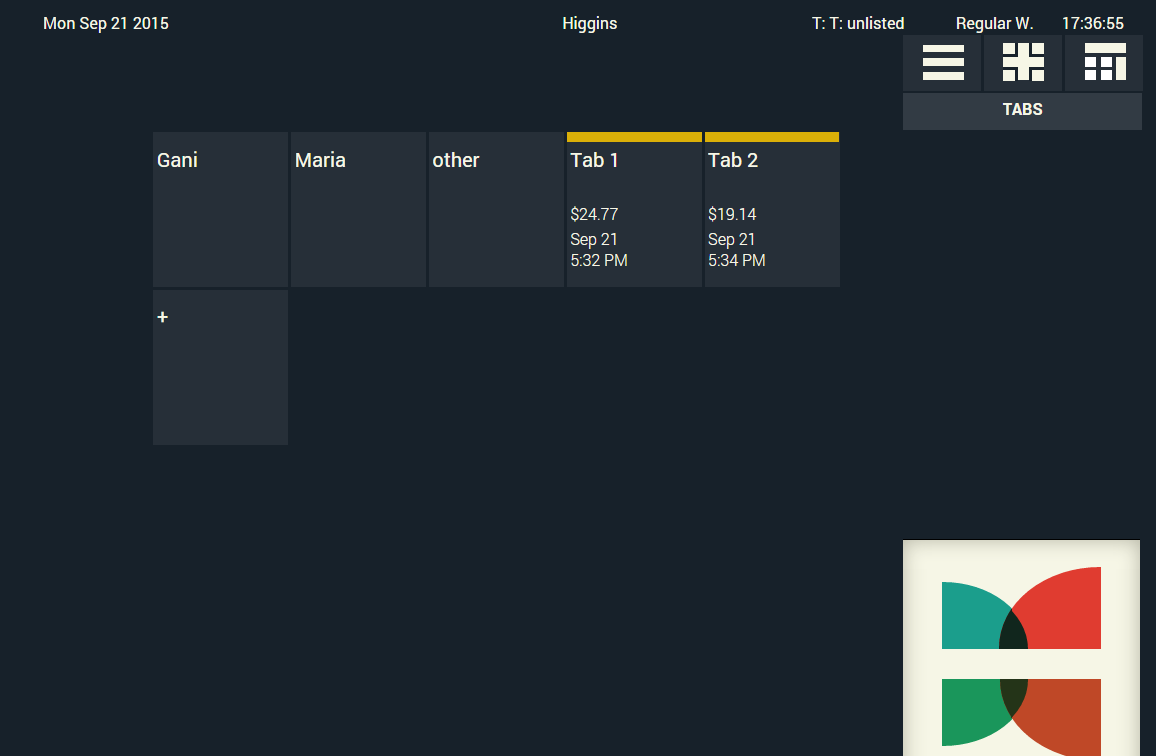 Mon Sep 21 2015 Higgins T: T: unlisted Regular W. 17:36:55
TABS
Gani Maria other Tab 1 Tab 2
$24.77 $19.14
Sep 21 Sep 21
5:32 PM 5:34 PM
+